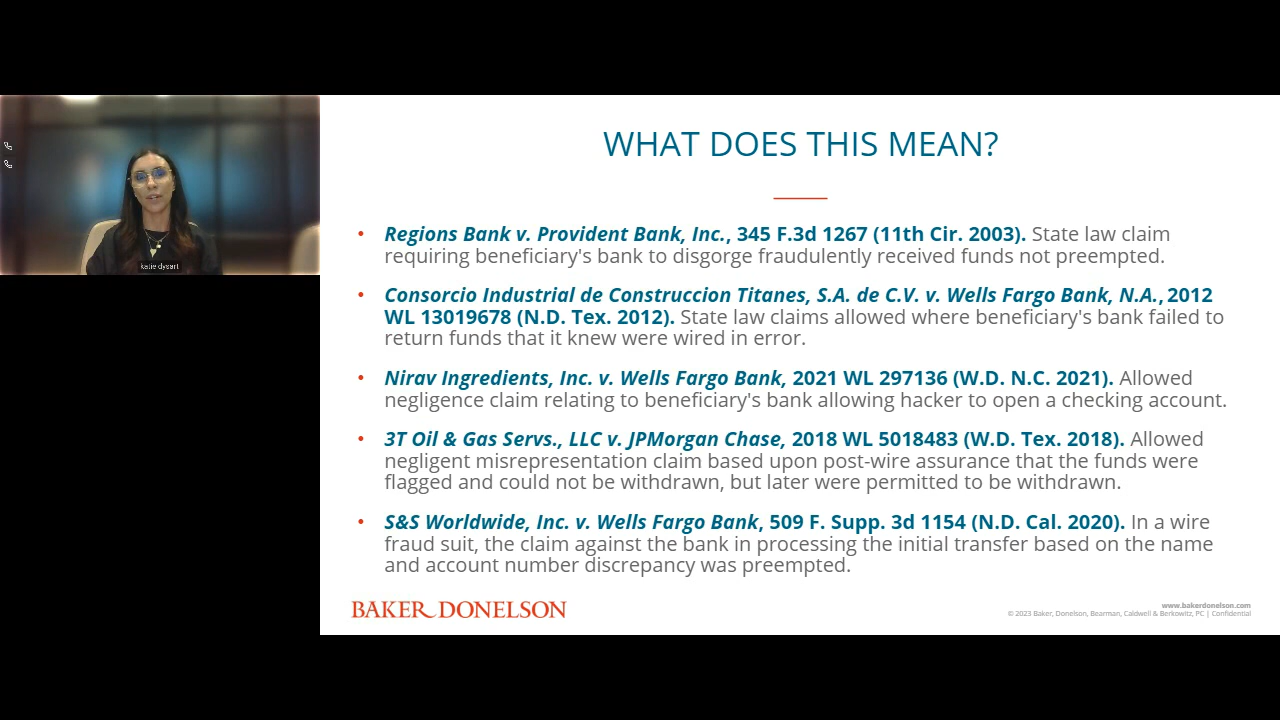 katie dysart
WHAT DOES THIS MEAN?
• Regions Bank v. Provident Bank, Inc., 345 F.3d 1267 (11th Cir. 2003). State law claim
requiring beneficiary's bank to disgorge fraudulently received funds not preempted.
• Consorcio Industrial de Construccion Titanes, S.A. de C.V. v. Wells Fargo Bank, N.A., 2012
WL 13019678 (N.D. Tex. 2012). State law claims allowed where beneficiary's bank failed to
return funds that it knew were wired in error.
• Nirav Ingredients, Inc. v. Wells Fargo Bank, 2021 WL 297136 (W.D. N.C. 2021). Allowed
negligence claim relating to beneficiary's bank allowing hacker to open a checking account.
• 3T Oil & Gas Servs., LLC v. JPMorgan Chase, 2018 WL 5018483 (W.D. Tex. 2018). Allowed
negligent misrepresentation claim based upon post-wire assurance that the funds were
flagged and could not be withdrawn, but later were permitted to be withdrawn.
• S&S Worldwide, Inc. v. Wells Fargo Bank, 509 F. Supp. 3d 1154 (N.D. Cal. 2020). In a wire
fraud suit, the claim against the bank in processing the initial transfer based on the name
and account number discrepancy was preempted.
BAKER DONELSON
www.bakerdonelson.com
© 2023 Baker, Donelson, Bearman, Caldwell & Berkowitz, PC | Confidential